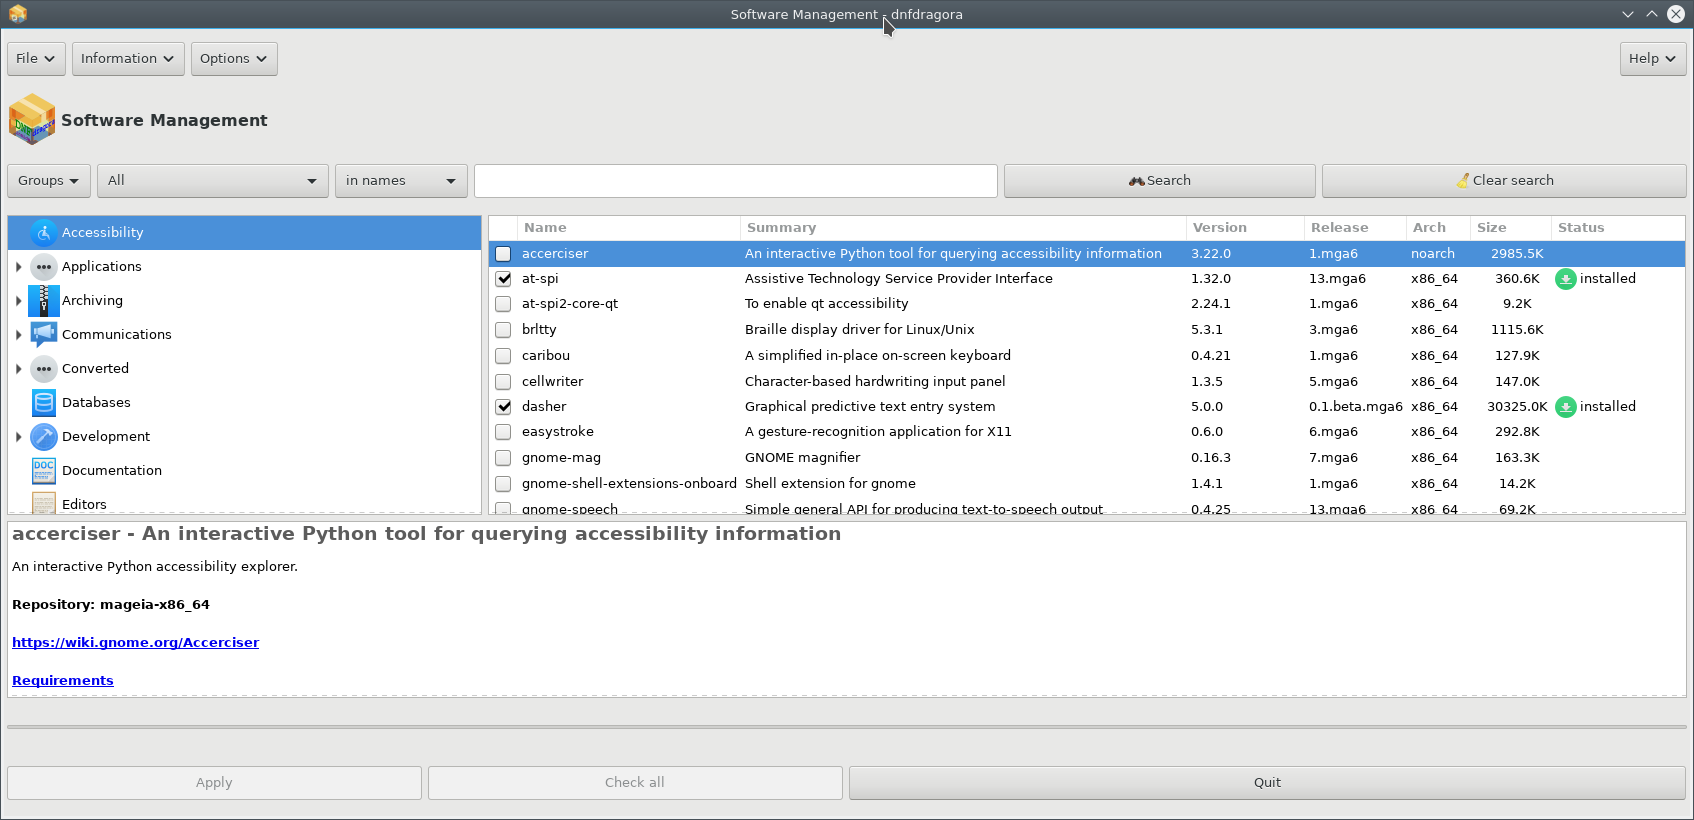 Software Management - dnfdragora
File Information Options Help
Software Management
Groups All in names Search Clear search
Name Summary Version Release Arch Size Status
Accessibility
Applications
Archiving
Communications
Converted
Databases
Development
DOC Documentation
Editors
accerciser An interactive Python tool for querying accessibility information 3.22.0 1.mga6 noarch 2985.5K
at-spi Assistive Technology Service Provider Interface 1.32.0 13.mga6 x86_64 360.6K installed
at-spi2-core-qt To enable qt accessibility 2.24.1 1.mga6 x86_64 9.2K
brltty Braille display driver for Linux/Unix 5.3.1 3.mga6 x86_64 1115.6K
caribou A simplified in-place on-screen keyboard 0.4.21 1.mga6 x86_64 127.9K
cellwriter Character-based hardwriting input panel 1.3.5 5.mga6 x86_64 147.0K
dasher Graphical predictive text entry system 5.0.0 0.1.beta.mga6 x86_64 30325.0K installed
easystroke A gesture-recognition application for X11 0.6.0 6.mga6 x86_64 292.8K
gnome-mag GNOME magnifier 0.16.3 7.mga6 x86_64 163.3K
gnome-shell-extensions-onboard Shell extension for gnome 1.4.1 1.mga6 x86_64 14.2K
gnome-speech Simple general API for producing text-to-speech output 0.4.25 13.mga6 x86_64 69.2K
accerciser - An interactive Python tool for querying accessibility information
An interactive Python accessibility explorer.
Repository: mageia-x86_64
https://wiki.gnome.org/Accerciser
Requirements
Apply Check all Quit